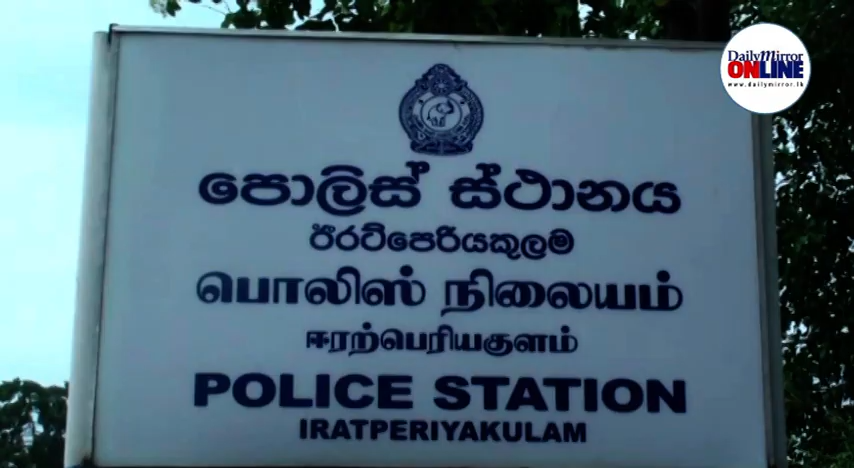 Daily Mirror
ONLINE
www.dailymirror.lk
පොලිස් ස්ථානය
ඊරට්පෙරියකුලම
பொலிஸ் நிலையம்
ஈரற்பெரியகுளம்
POLICE STATION
IRATPERIYAKULAM